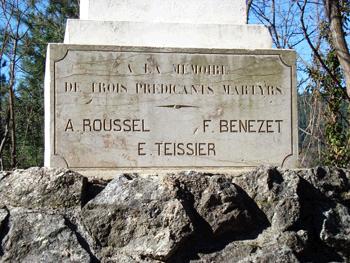 A LA MEMOIRE
DE TROIS PREDICANTS MARTYRS
A. ROUSSEL F. BENEZET
E. TEISSIER